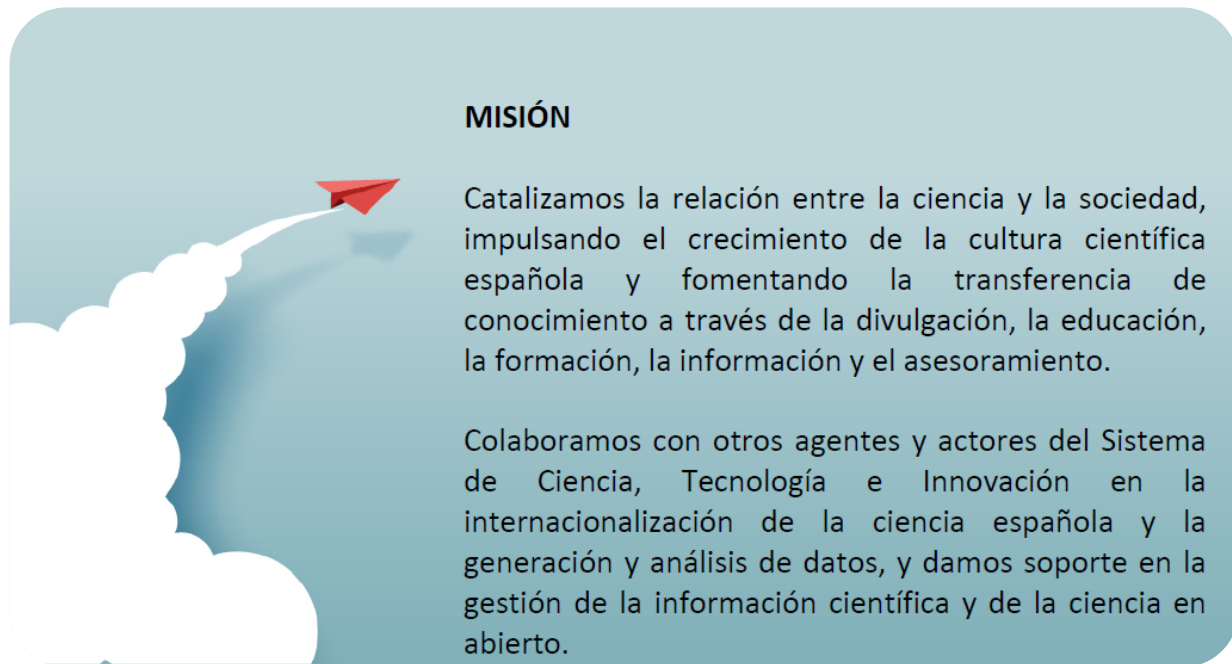 MISIÓN
Catalizamos la relación entre la ciencia y la sociedad,
impulsando el crecimiento de la cultura científica
española y fomentando la transferencia de
conocimiento a través de la divulgación, la educación,
la formación, la información y el asesoramiento.
Colaboramos con otros agentes y actores del Sistema
de Ciencia, Tecnología e Innovación en la
internacionalización de la ciencia española y la
generación y análisis de datos, y damos soporte en la
gestión de la información científica y de la ciencia en
abierto.